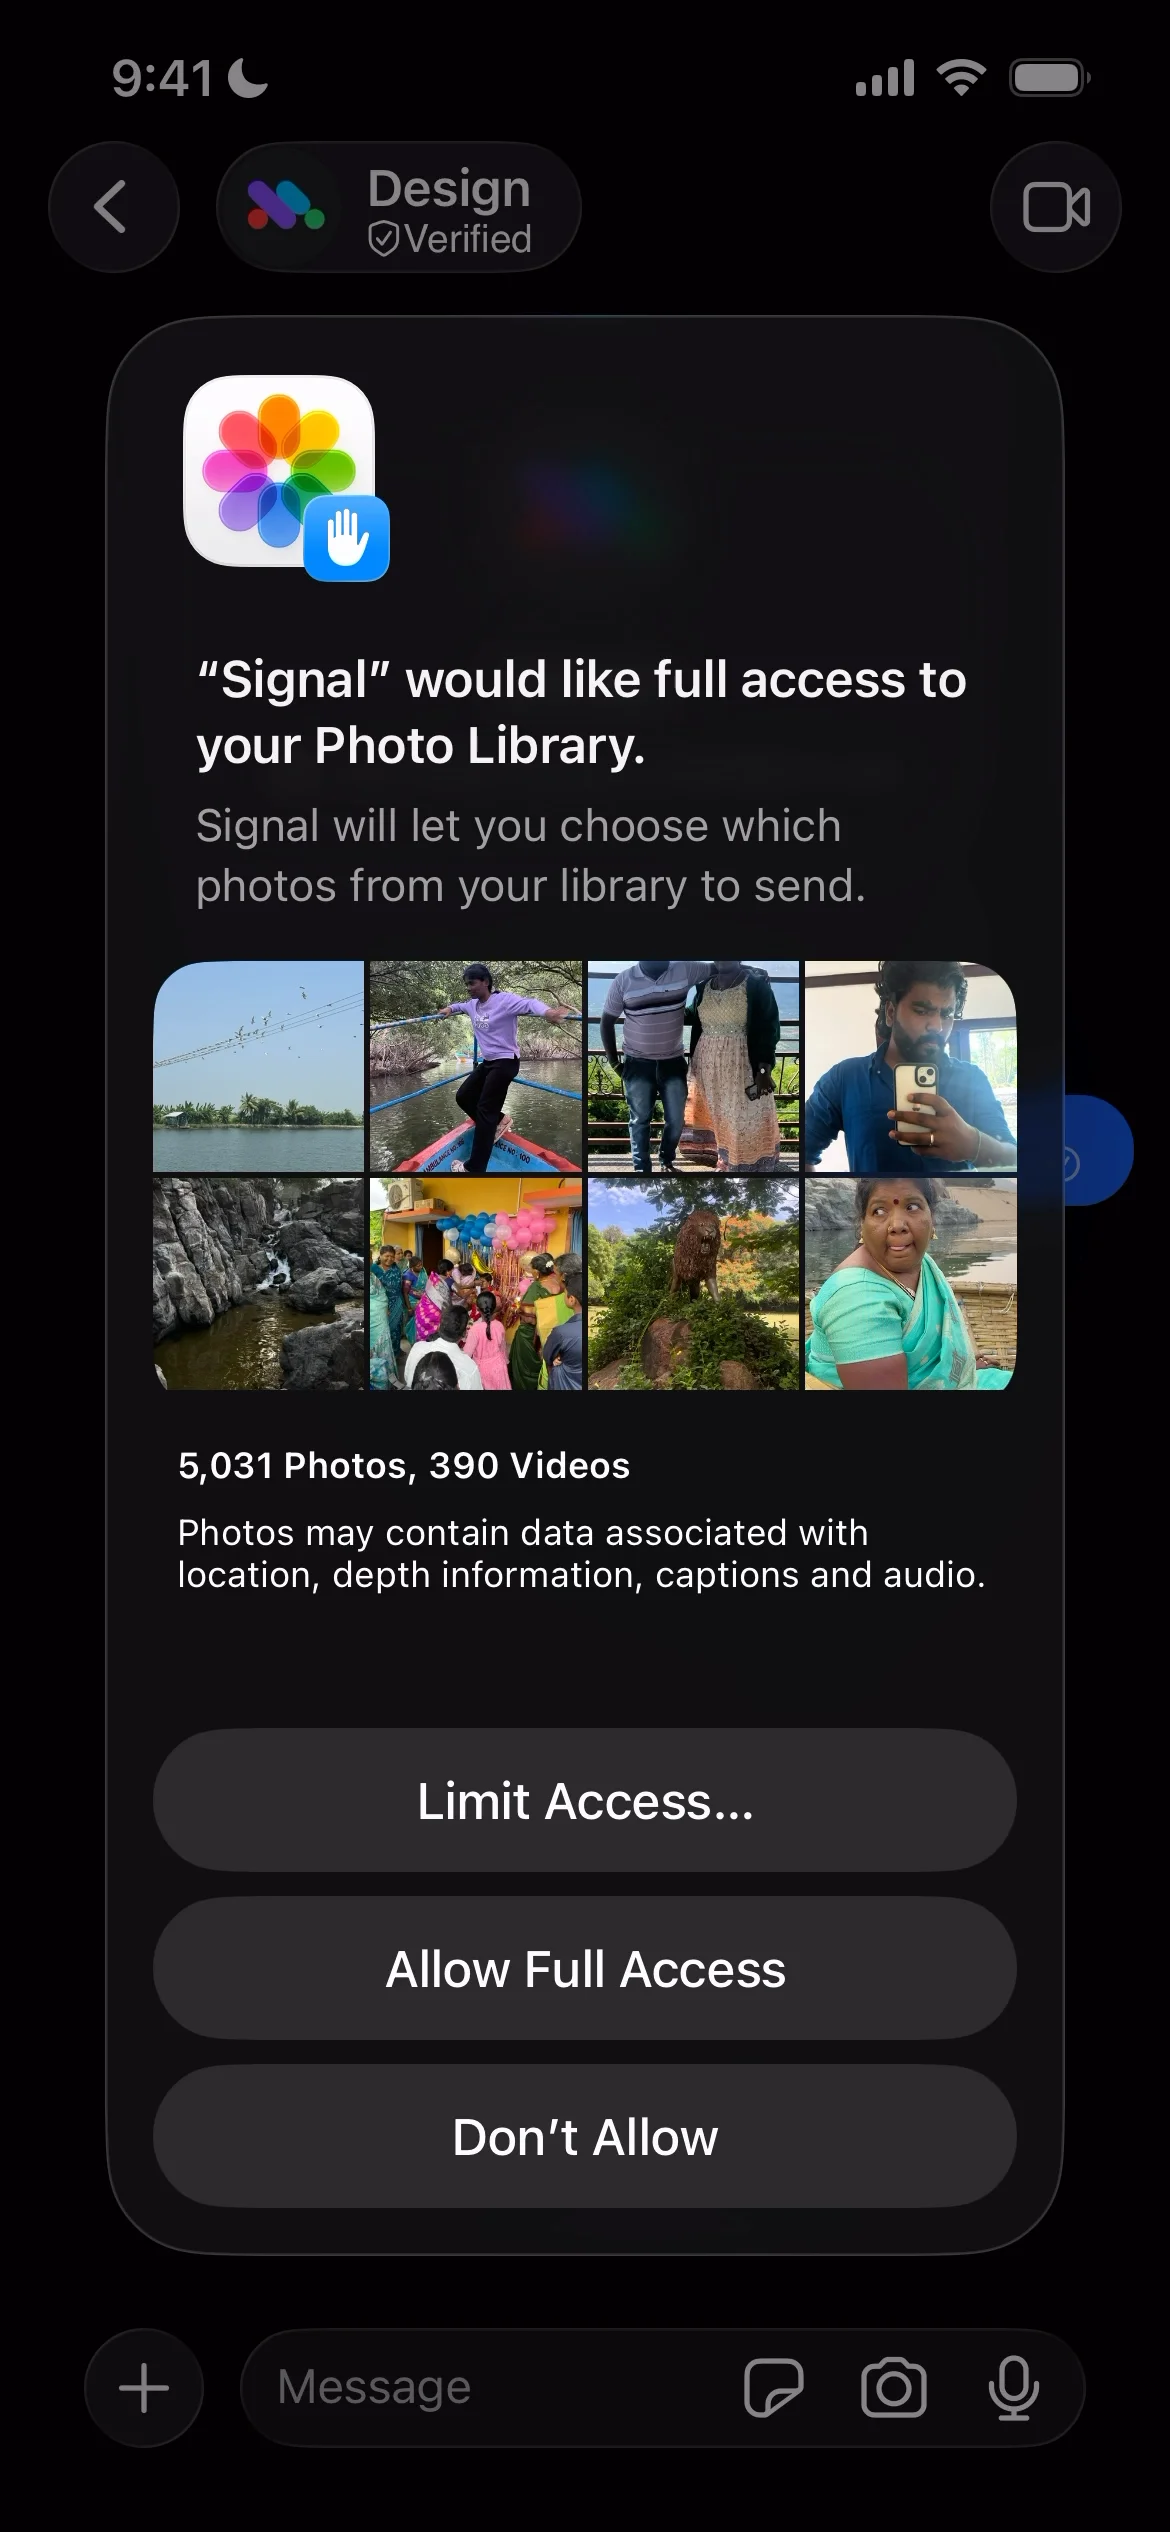 9:41
Design
Verified
“Signal” would like full access to
your Photo Library.
Signal will let you choose which
photos from your library to send.
5,031 Photos, 390 Videos
Photos may contain data associated with
location, depth information, captions and audio.
Limit Access...
Allow Full Access
Don’t Allow
Message